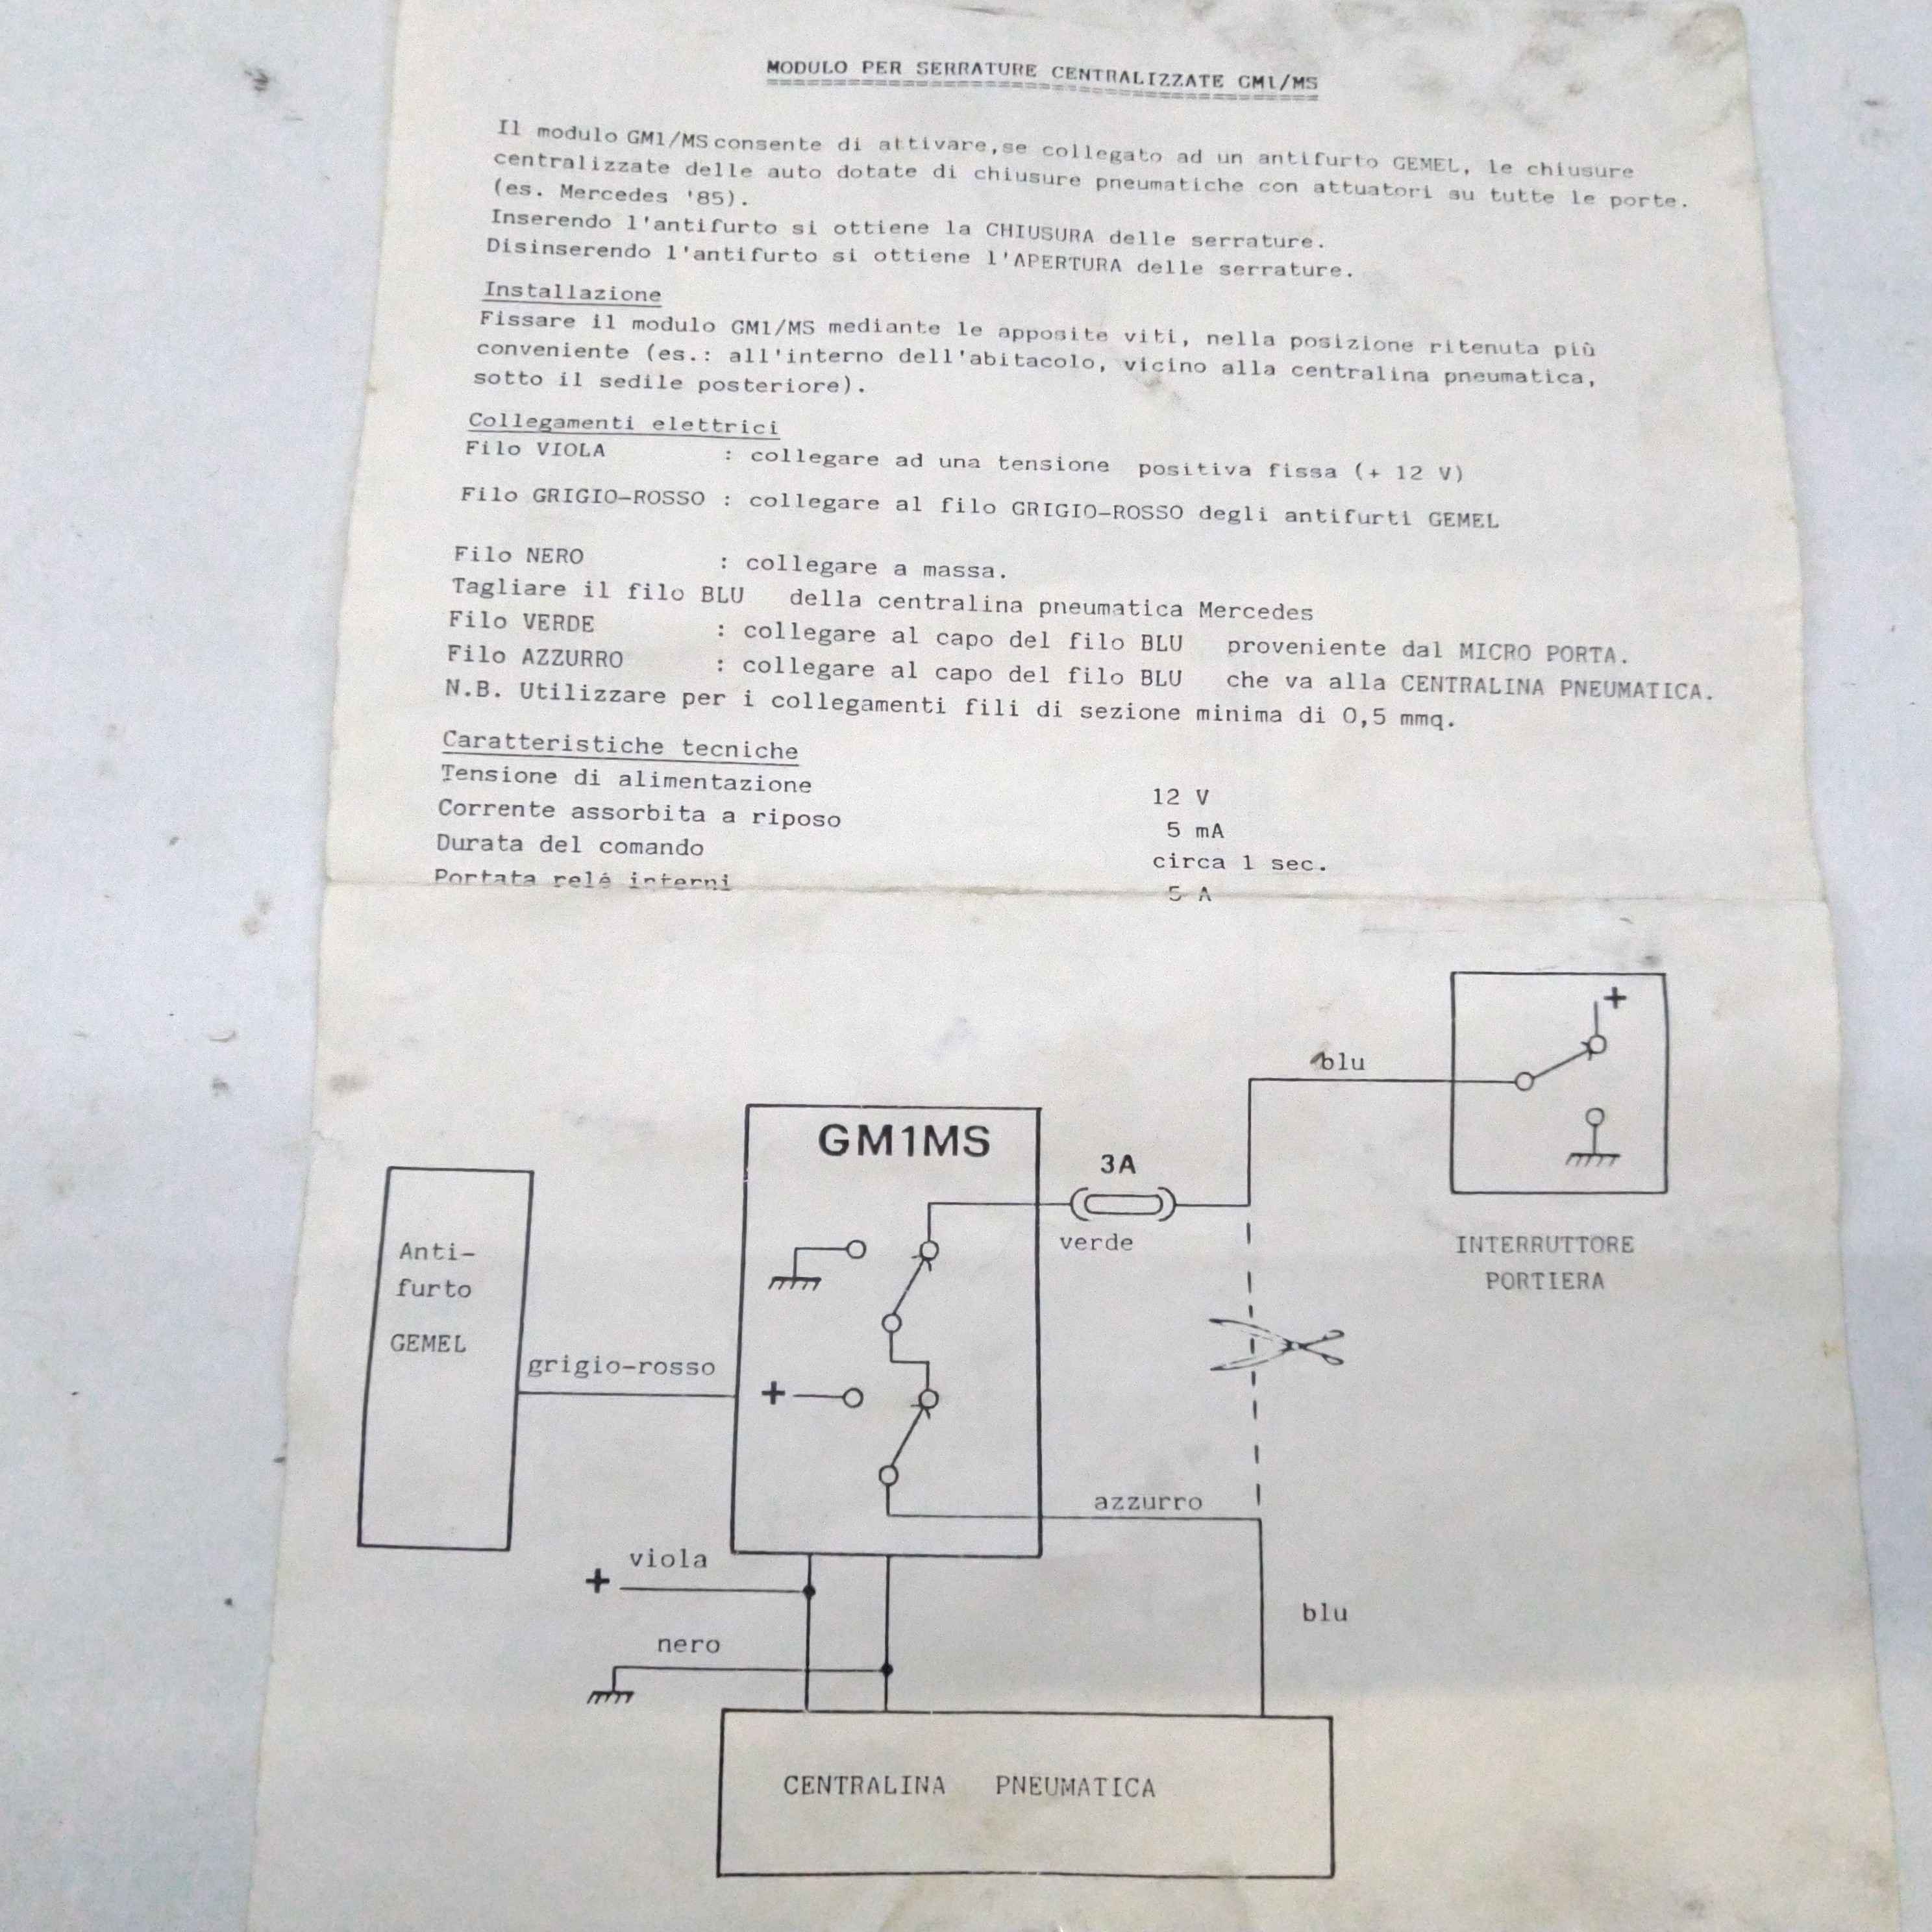 MODULO PER SERRATURE CENTRALIZZATE GM1/MS
Il modulo GM1/MS consente di attivare,se collegato ad un antifurto GEMEL, le chiusure
centralizzate delle auto dotate di chiusure pneumatiche con attuatori su tutte le porte.
(es. Mercedes '85).
Inserendo l'antifurto si ottiene la CHIUSURA delle serrature.
Disinserendo l'antifurto si ottiene l'APERTURA delle serrature.
Installazione
Fissare il modulo GM1/MS mediante le apposite viti, nella posizione ritenuta più
conveniente (es.: all'interno dell'abitacolo, vicino alla centralina pneumatica,
sotto il sedile posteriore).
Collegamenti elettrici
Filo VIOLA : collegare ad una tensione positiva fissa (+ 12 V)
Filo GRIGIO-ROSSO : collegare al filo GRIGIO-ROSSO degli antifurti GEMEL
Filo NERO : collegare a massa.
Tagliare il filo BLU della centralina pneumatica Mercedes
Filo VERDE : collegare al capo del filo BLU proveniente dal MICRO PORTA.
Filo AZZURRO : collegare al capo del filo BLU che va alla CENTRALINA PNEUMATICA.
N.B. Utilizzare per i collegamenti fili di sezione minima di 0,5 mmq.
Caratteristiche tecniche
Tensione di alimentazione 12 V
Corrente assorbita a riposo 5 mA
Durata del comando circa 1 sec.
Portata relé interni 5 A
+
blu
GM1MS
3A
verde
INTERRUTTORE
PORTIERA
Anti-
furto
GEMEL
grigio-rosso
+
azzurro
+ viola
blu
nero
CENTRALINA PNEUMATICA